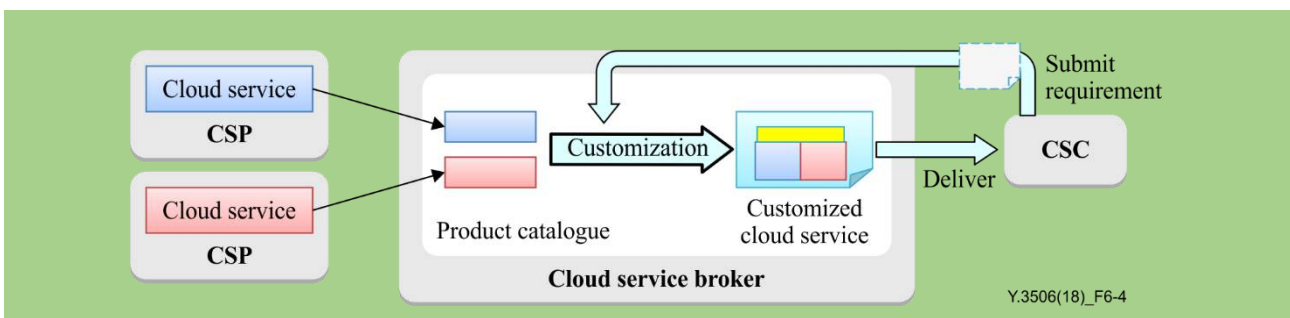 Cloud service
CSP
Cloud service
CSP
Product catalogue
Customization
Customized
cloud service
Cloud service broker
Submit
requirement
CSC
Deliver
Y.3506(18)_F6-4